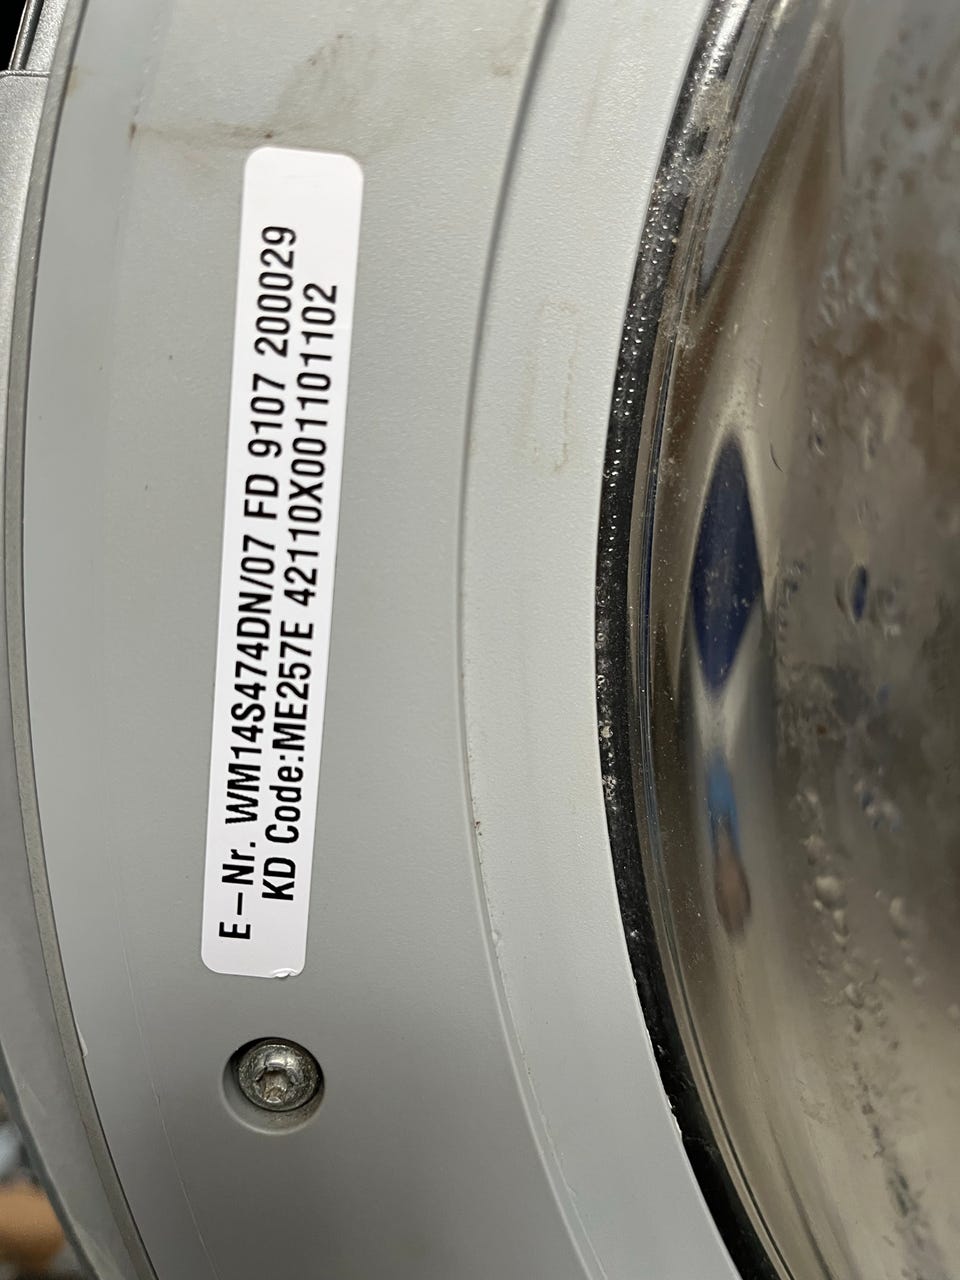 E-Nr. WM14S474DN/07 FD 9107 200029
KD Code:ME257E 42110X001101102